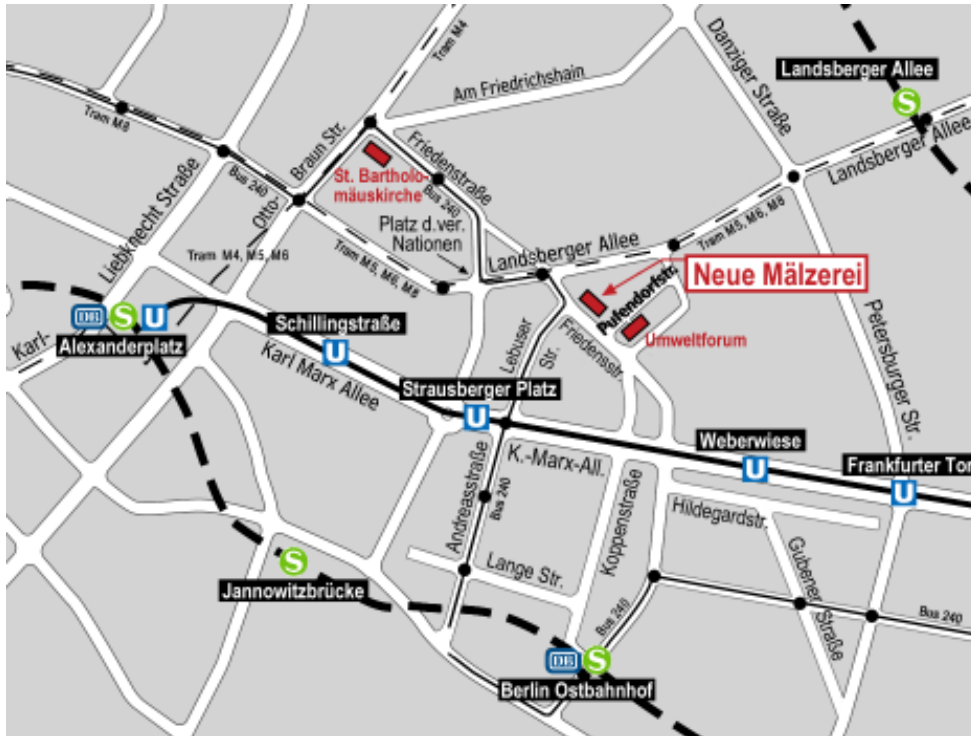 Tram M4
Danziger Straße
Landsberger Allee
S
Am Friedrichshain
Tram M8
Braun Str.
Otto-
Friedenstraße
Bus 240
St. Bartholo-
mäuskirche
Landsberger Allee
Bus 240
Liebknecht Straße
Karl-
Platz d.ver.
Nationen
Tram M4, M5, M6
Tram M5, M6, M8
Landsberger Allee
Tram M5, M6, M8
Neue Mälzerei
Pufendorfstr.
Umweltforum
DB
S
U
Alexanderplatz
Schillingstraße
U
Karl Marx Allee
Lebuser
Str.
Friedensstr.
Petersburger Str.
Strausberger Platz
U
K.-Marx-All.
Weberwiese
U
Frankfurter Tor
U
Andreasstraße
Bus 240
Koppenstraße
Hildegardstr.
S
Jannowitzbrücke
Lange Str.
Gubener Straße
Bus 240
Bus 240
DB
S
Berlin Ostbahnhof